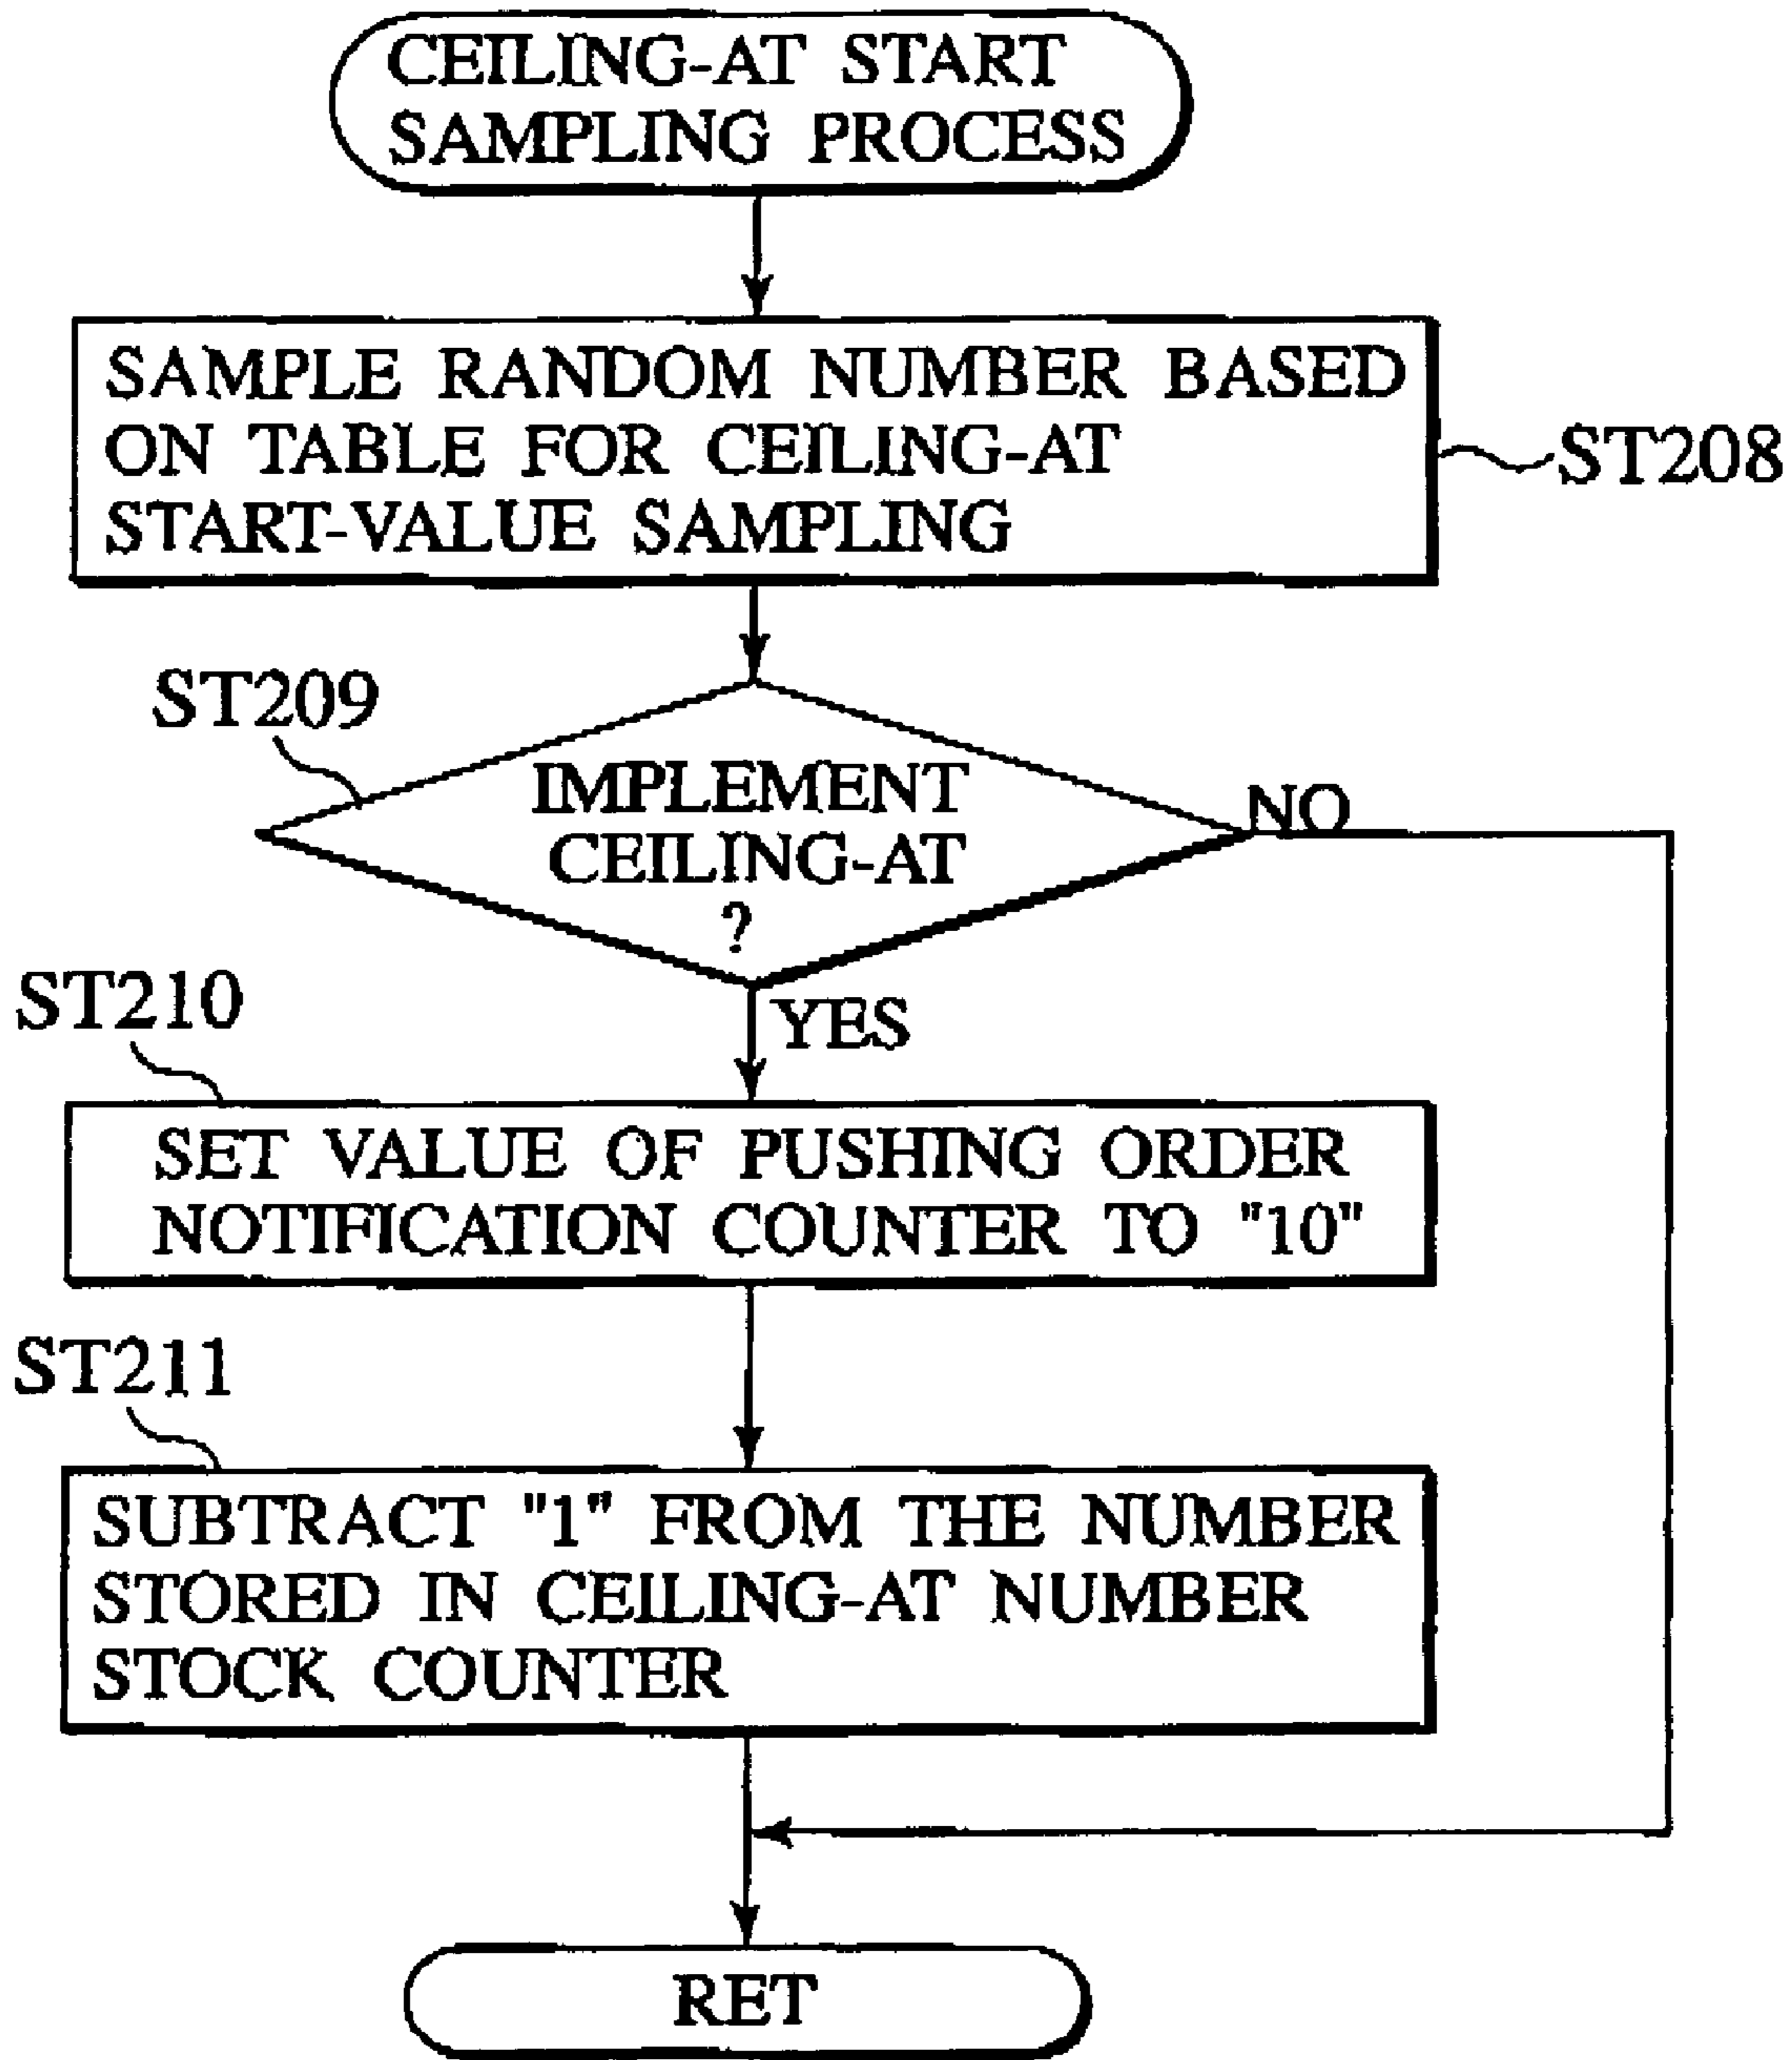 CEILING-AT START
SAMPLING PROCESS
SAMPLE RANDOM NUMBER BASED
ON TABLE FOR CEILING-AT
START-VALUE SAMPLING
ST208
ST209
IMPLEMENT
CEILING-AT
?
NO
YES
ST210
SET VALUE OF PUSHING ORDER
NOTIFICATION COUNTER TO "10"
ST211
SUBTRACT "1" FROM THE NUMBER
STORED IN CEILING-AT NUMBER
STOCK COUNTER
RET